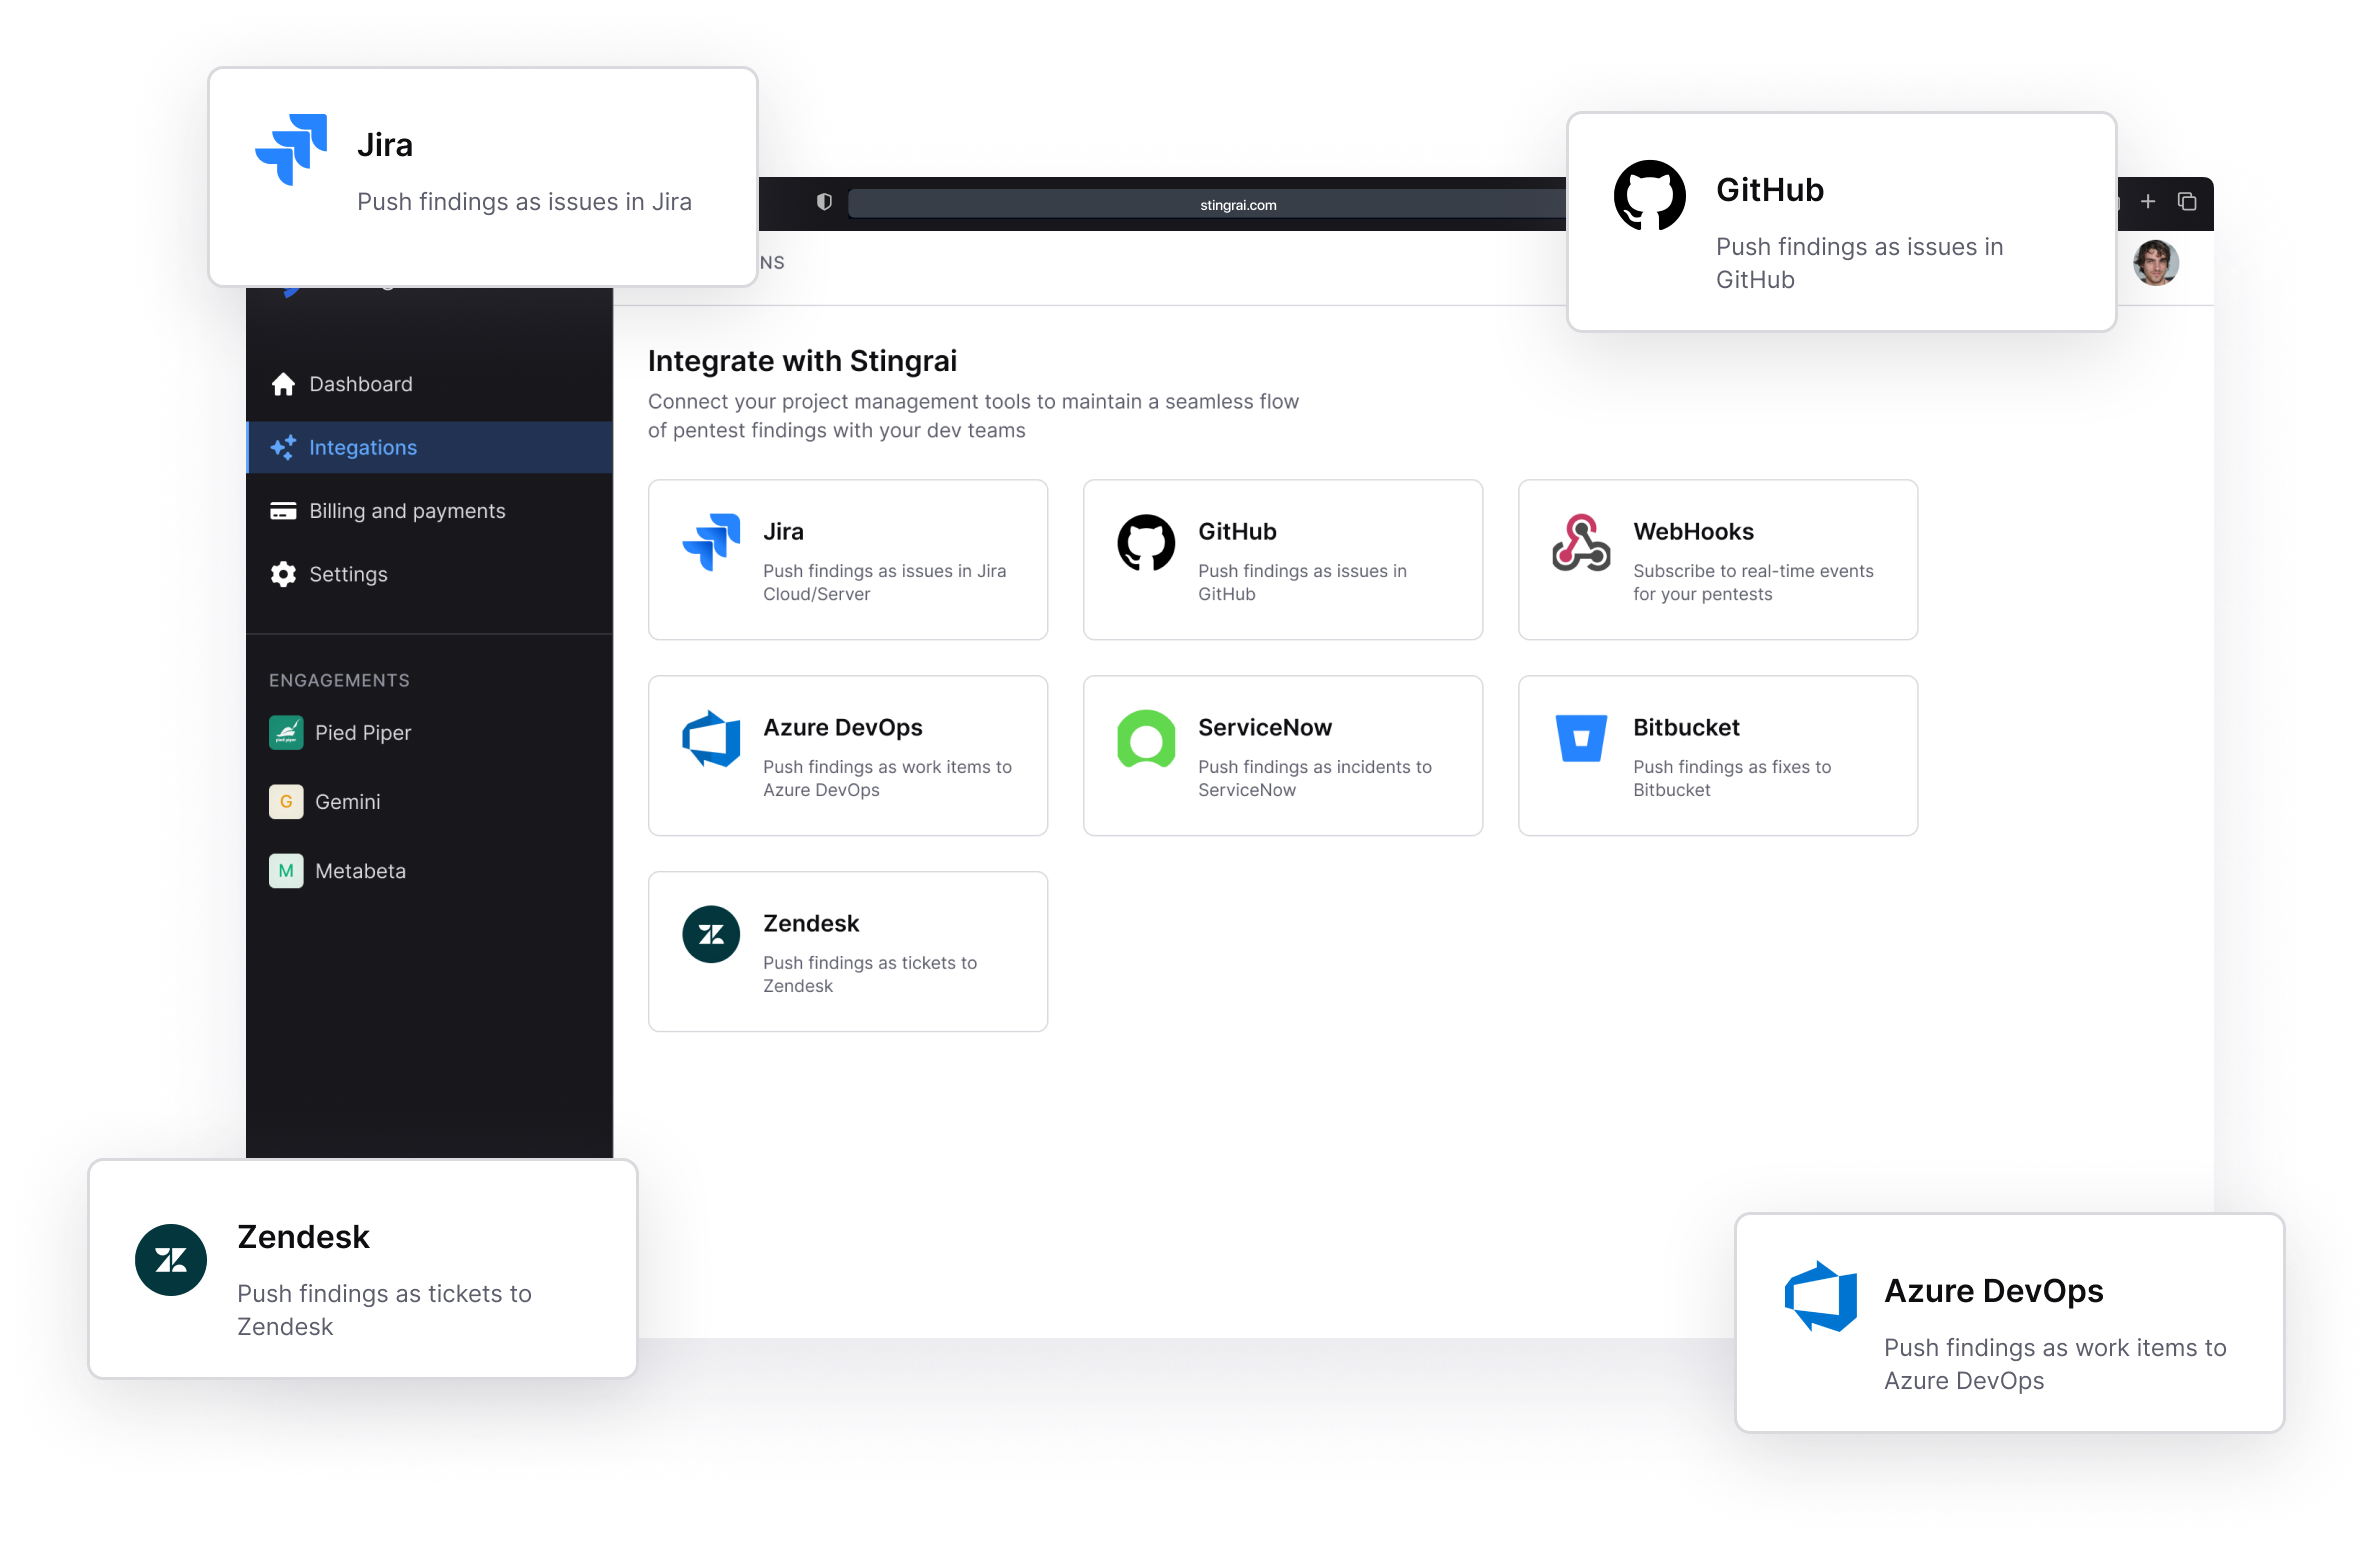 Jira
Push findings as issues in Jira
GitHub
Push findings as issues in
GitHub
stingrai.com
NS
Dashboard
Integations
Billing and payments
Settings
ENGAGEMENTS
pied piper
Pied Piper
G
Gemini
M
Metabeta
Integrate with Stingrai
Connect your project management tools to maintain a seamless flow
of pentest findings with your dev teams
Jira
Push findings as issues in Jira
Cloud/Server
GitHub
Push findings as issues in
GitHub
WebHooks
Subscribe to real-time events
for your pentests
Azure DevOps
Push findings as work items to
Azure DevOps
ServiceNow
Push findings as incidents to
ServiceNow
Bitbucket
Push findings as fixes to
Bitbucket
Zendesk
Push findings as tickets to
Zendesk
Zendesk
Push findings as tickets to
Zendesk
Azure DevOps
Push findings as work items to
Azure DevOps